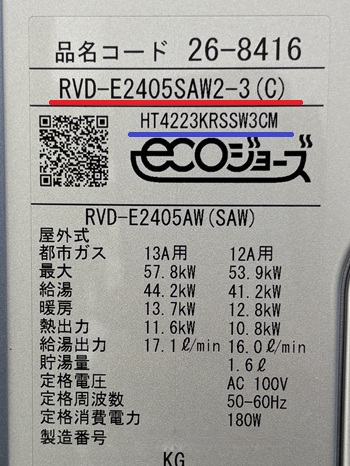 品名コード 26-8416
RVD-E2405SAW2-3(C)
HT4223KRSSW3CM
ecoジョーズ
RVD-E2405AW(SAW)
屋外式
都市ガス 13A用 12A用
最大 57.8kW 53.9kW
給湯 44.2kW 41.2kW
暖房 13.7kW 12.8kW
熱出力 11.6kW 10.8kW
給湯出力 17.1ℓ/min 16.0ℓ/min
貯湯量 1.6ℓ
定格電圧 AC 100V
定格周波数 50-60Hz
定格消費電力 180W
製造番号
KG